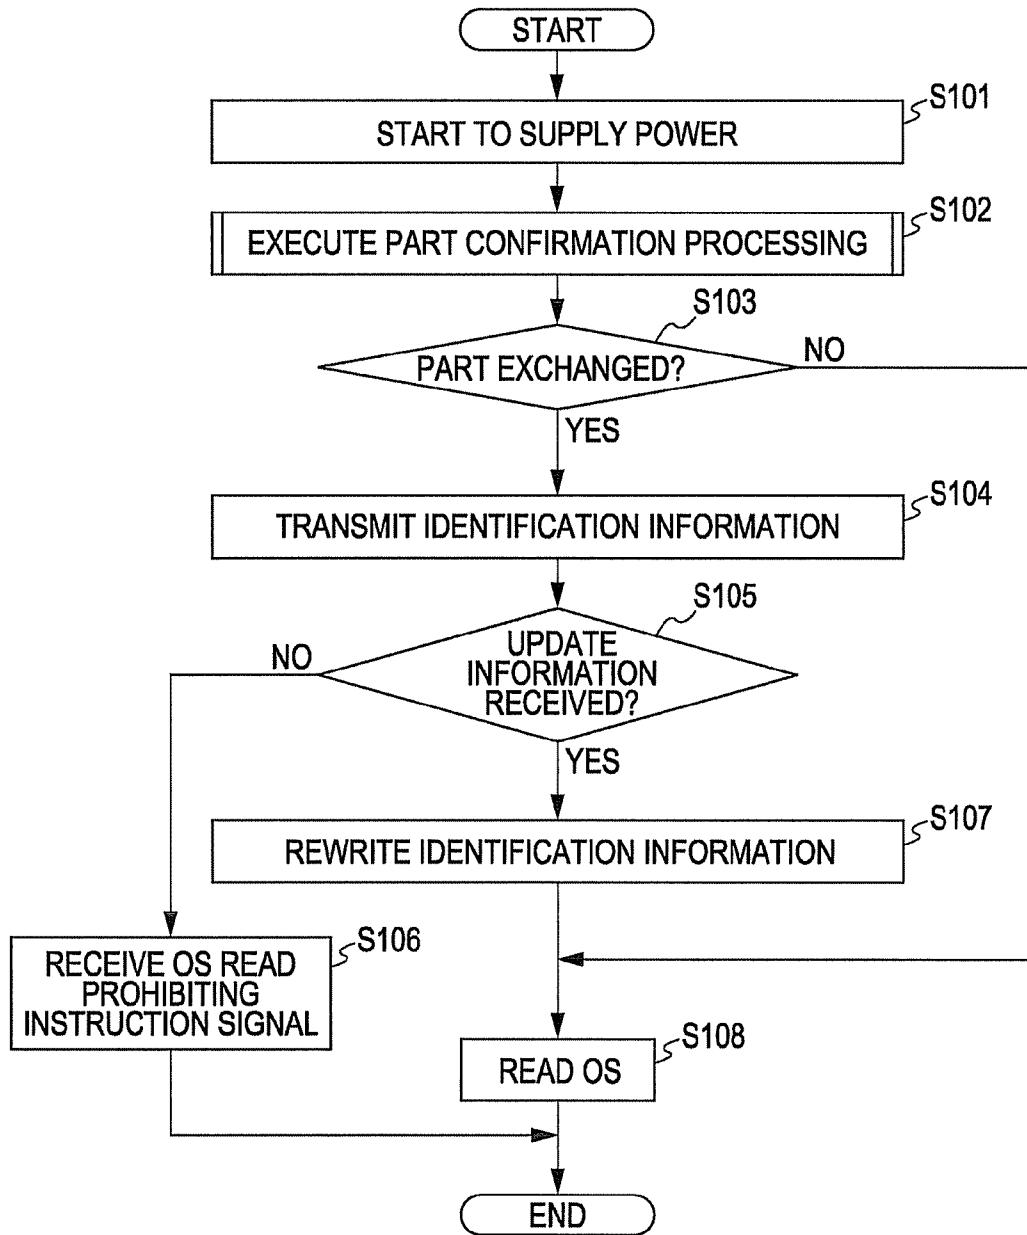 START
S101
START TO SUPPLY POWER
S102
EXECUTE PART CONFIRMATION PROCESSING
S103
PART EXCHANGED?
NO
YES
S104
TRANSMIT IDENTIFICATION INFORMATION
S105
UPDATE
INFORMATION
RECEIVED?
NO
YES
S107
REWRITE IDENTIFICATION INFORMATION
S106
RECEIVE OS READ
PROHIBITING
INSTRUCTION SIGNAL
S108
READ OS
END